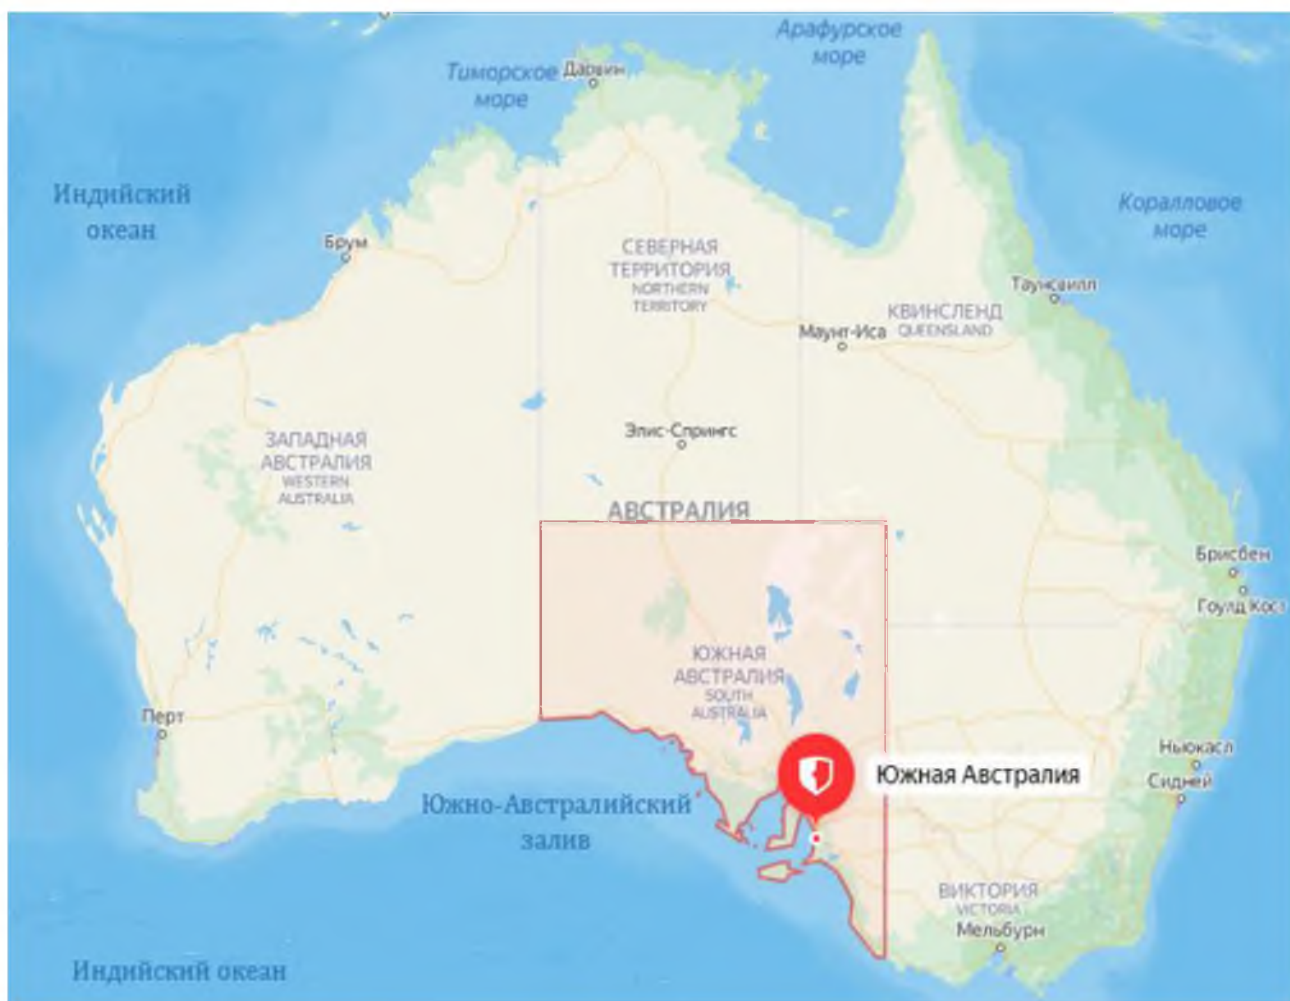 Арафурское
море
Тиморское
море
Дарвин
Индийский
океан
Коралловое
море
Брум
СЕВЕРНАЯ
ТЕРРИТОРИЯ
NORTHERN
TERRITORY
Таунсвилл
КВИНСЛЕНД
QUEENSLAND
Маунт-Иса
Элис-Спрингс
ЗАПАДНАЯ
АВСТРАЛИЯ
WESTERN
AUSTRALIA
АВСТРАЛИЯ
Брисбен
Гоулд Кост
ЮЖНАЯ
АВСТРАЛИЯ
SOUTH
AUSTRALIA
Перт
Ньюкасл
Сидней
Южная Австралия
Южно-Австралийский
залив
ВИКТОРИЯ
VICTORIA
Мельбурн
Индийский океан